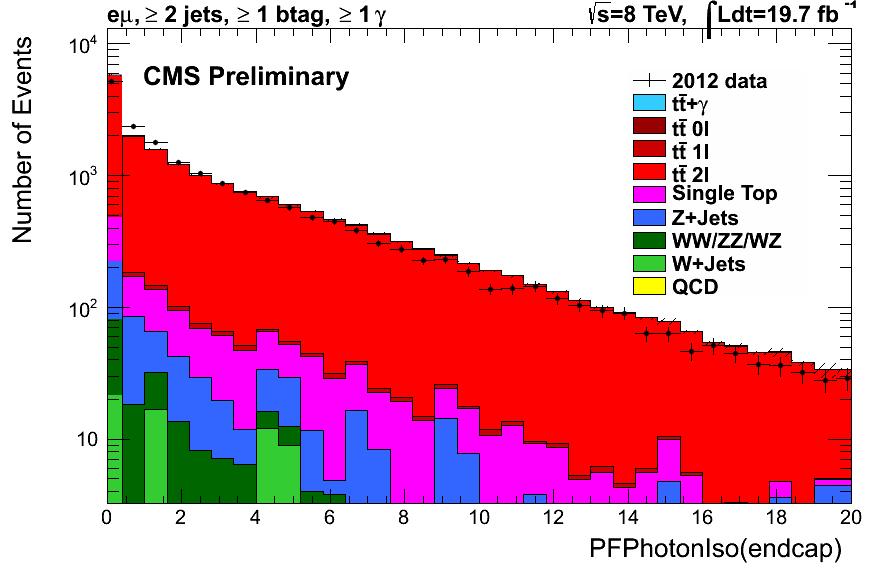 eμ, ≥ 2 jets, ≥ 1 btag, ≥ 1 γ
√s=8 TeV, ∫Ldt=19.7 fb⁻¹
CMS Preliminary
Number of Events
10⁴
10³
10²
10
2012 data
tt̄+γ
tt̄ 0l
tt̄ 1l
tt̄ 2l
Single Top
Z+Jets
WW/ZZ/WZ
W+Jets
QCD
0 2 4 6 8 10 12 14 16 18 20
PFPhotonIso(endcap)